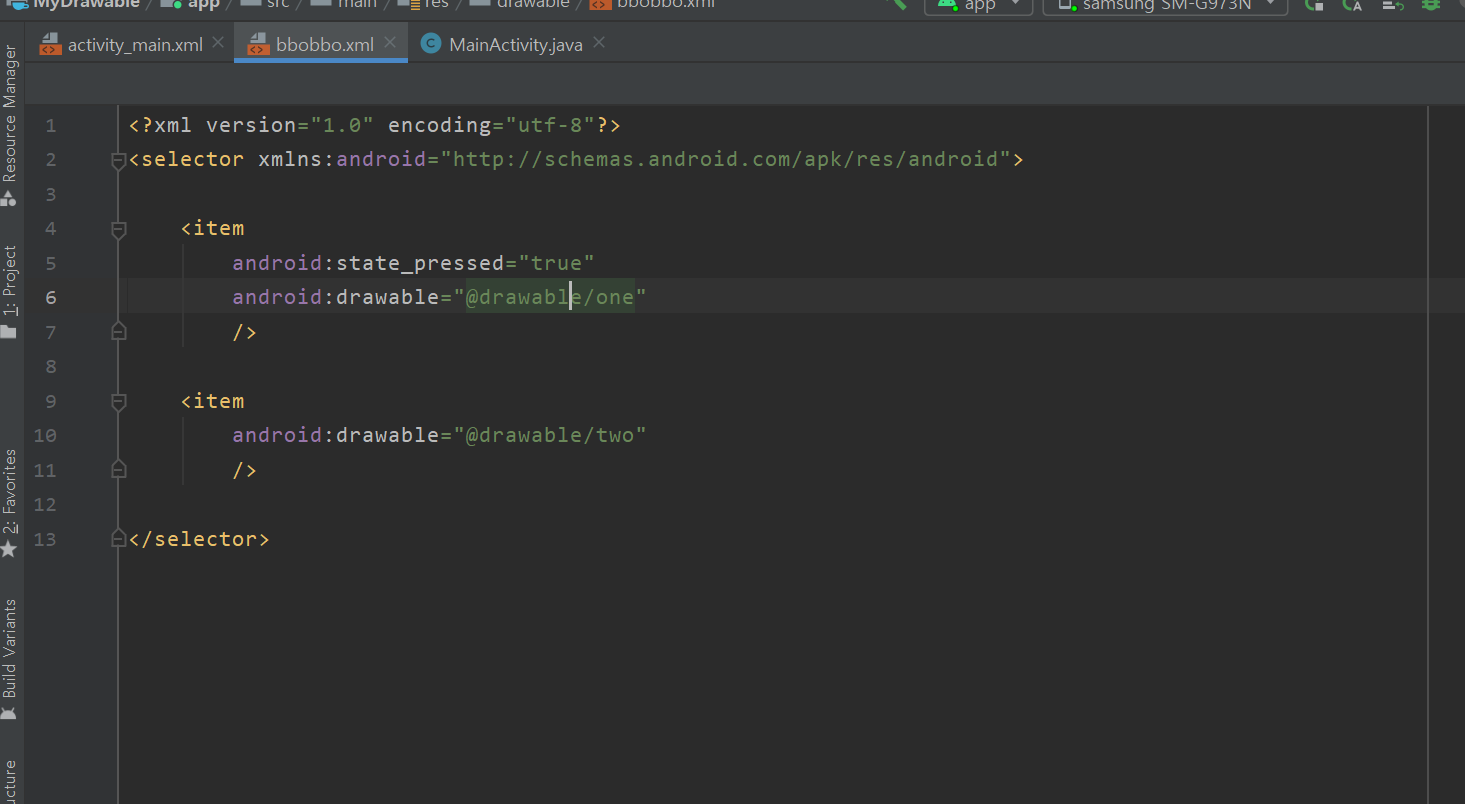 MyDrawable / app / src / main / res / drawable / bbobbo.xml app samsung SM-G973N
activity_main.xml bbobbo.xml C MainActivity.java
Resource Manager
1: Project
2: Favorites
Build Variants
1 <?xml version="1.0" encoding="utf-8"?>
2 <selector xmlns:android="http://schemas.android.com/apk/res/android">
3
4 <item
5 android:state_pressed="true"
6 android:drawable="@drawable/one"
7 />
8
9 <item
10 android:drawable="@drawable/two"
11 />
12
13 </selector>